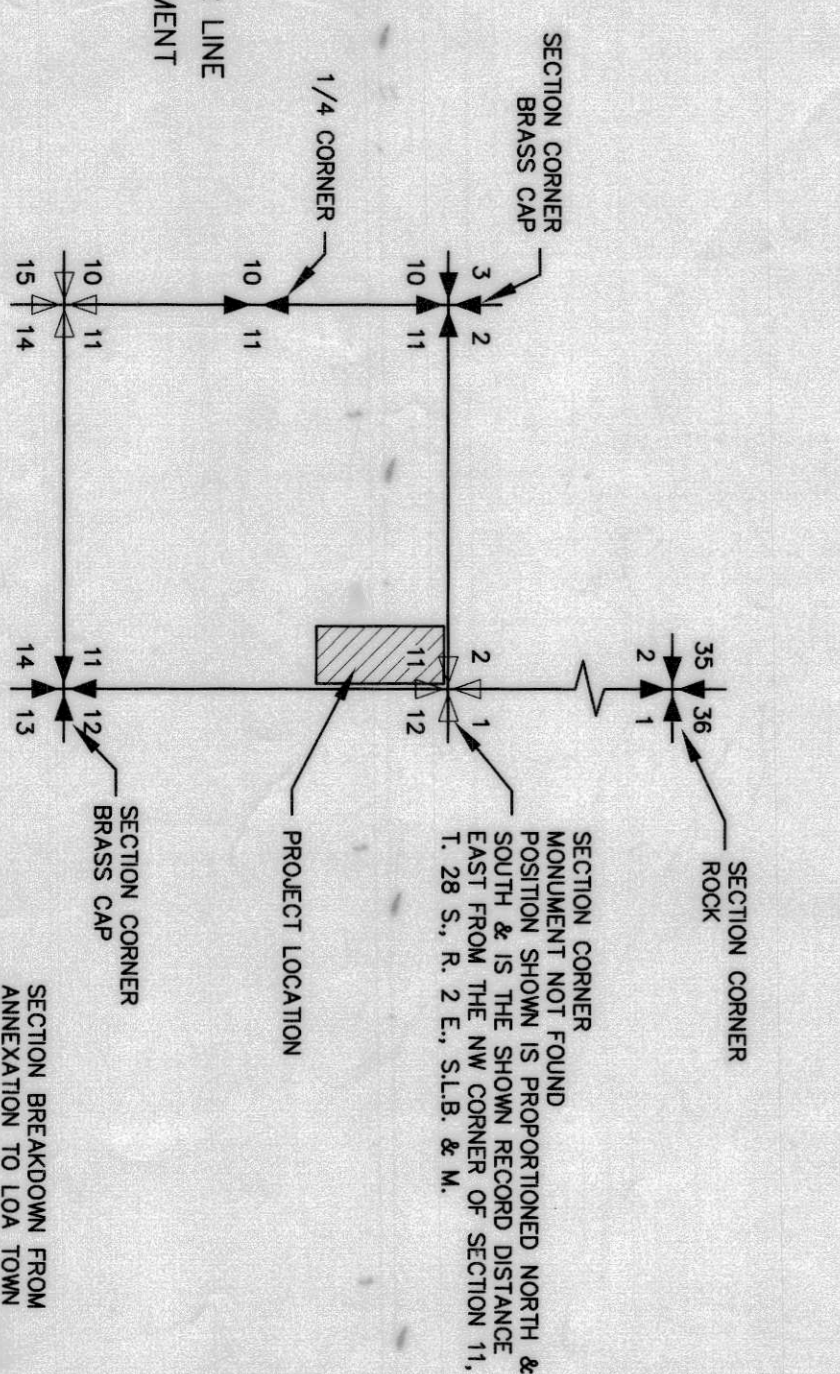 SECTION CORNER
ROCK
35 36
2 1
SECTION CORNER
BRASS CAP
SECTION CORNER
MONUMENT NOT FOUND
POSITION SHOWN IS PROPORTIONED NORTH &
SOUTH & IS THE SHOWN RECORD DISTANCE
EAST FROM THE NW CORNER OF SECTION 11,
T. 28 S., R. 2 E., S.L.B. & M.
3 2
2 1
10 11
11 12
1/4 CORNER
PROJECT LOCATION
10 11
LINE
MENT
SECTION CORNER
BRASS CAP
10 11
11 12
15 14
14 13
SECTION BREAKDOWN FROM
ANNEXATION TO LOA TOWN